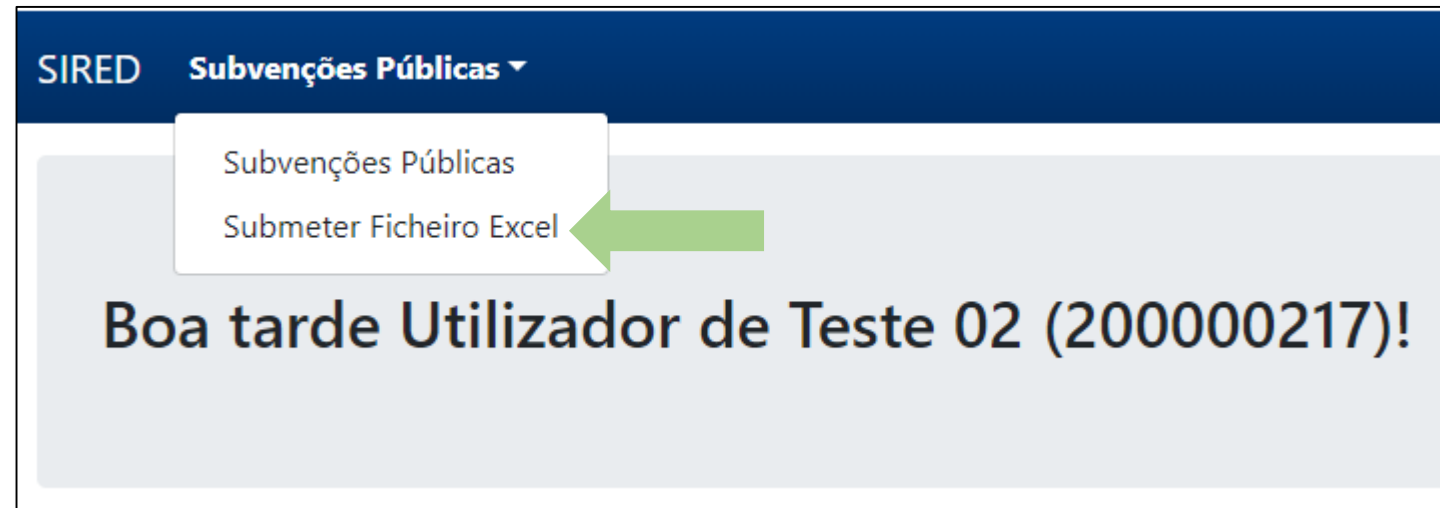 SIRED Subvenções Públicas
Subvenções Públicas
Submeter Ficheiro Excel
Boa tarde Utilizador de Teste 02 (200000217)!